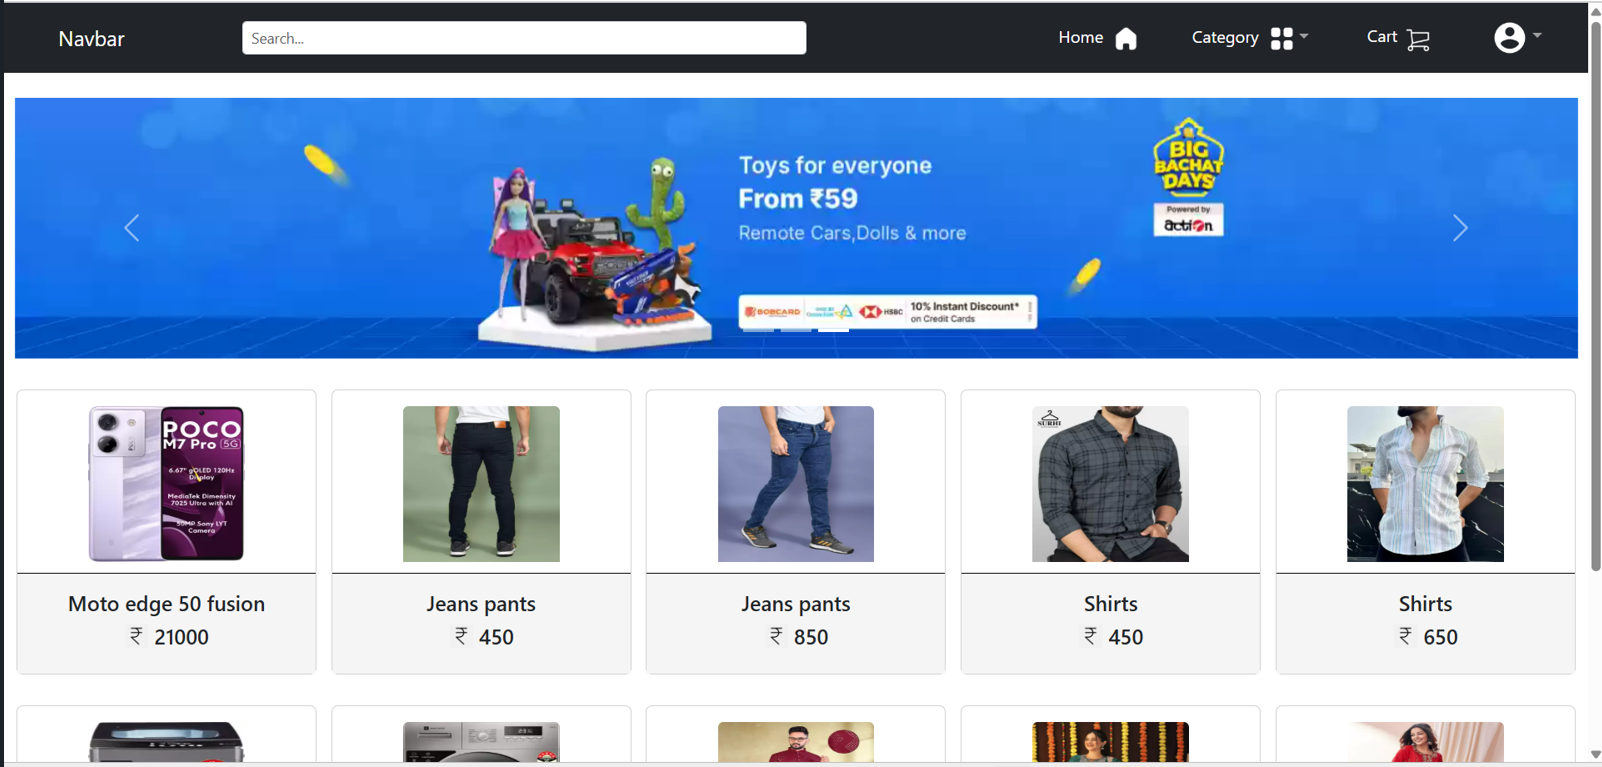 Navbar
Search...
Home
Category
Cart
Toys for everyone
From ₹59
Remote Cars,Dolls & more
BIG
BACHAT
DAYS
Powered by
action
BOBCARD
HSBC
10% Instant Discount*
on Credit Cards
POCO
M7 Pro 5G
6.67" gOLED 120Hz
Display
MediaTek Dimensity
7025 Ultra with AI
50MP Sony LYT
Camera
SURHI
Moto edge 50 fusion
₹ 21000
Jeans pants
₹ 450
Jeans pants
₹ 850
Shirts
₹ 450
Shirts
₹ 650